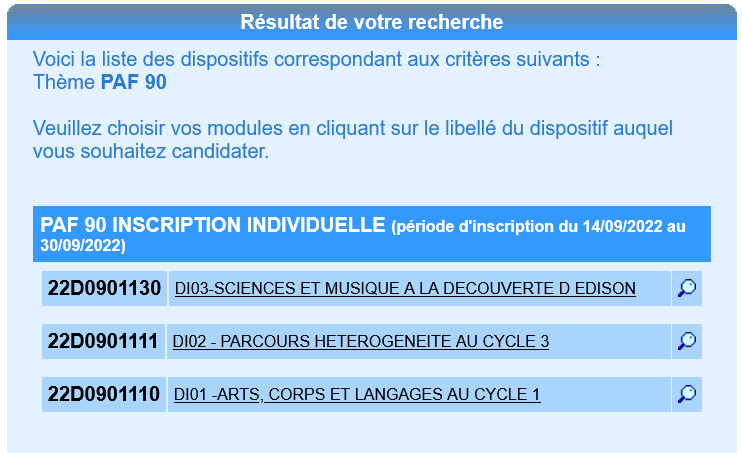 Résultat de votre recherche
Voici la liste des dispositifs correspondant aux critères suivants :
Thème PAF 90
Veuillez choisir vos modules en cliquant sur le libellé du dispositif auquel
vous souhaitez candidater.
PAF 90 INSCRIPTION INDIVIDUELLE (période d'inscription du 14/09/2022 au
30/09/2022)
22D0901130 DI03-SCIENCES ET MUSIQUE A LA DECOUVERTE D EDISON
22D0901111 DI02 - PARCOURS HETEROGENEITE AU CYCLE 3
22D0901110 DI01 -ARTS, CORPS ET LANGAGES AU CYCLE 1